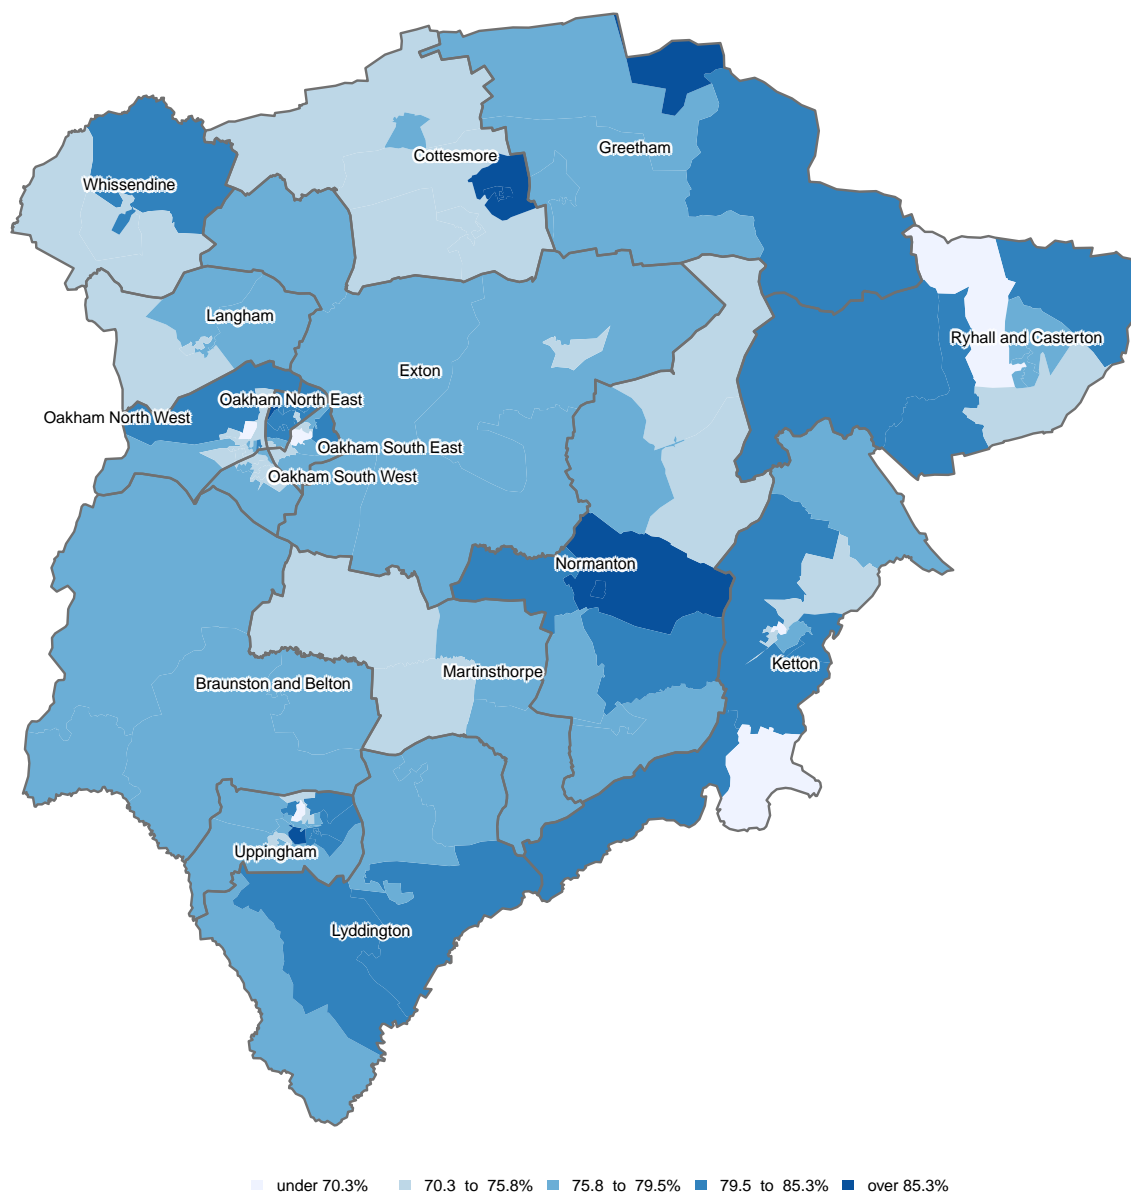 Greetham
Cottesmore
Whissendine
Langham
Ryhall and Casterton
Exton
Oakham North East
Oakham North West
Oakham South East
Oakham South West
Normanton
Ketton
Martinsthorpe
Braunston and Belton
Uppingham
Lyddington
under 70.3% 70.3 to 75.8% 75.8 to 79.5% 79.5 to 85.3% over 85.3%